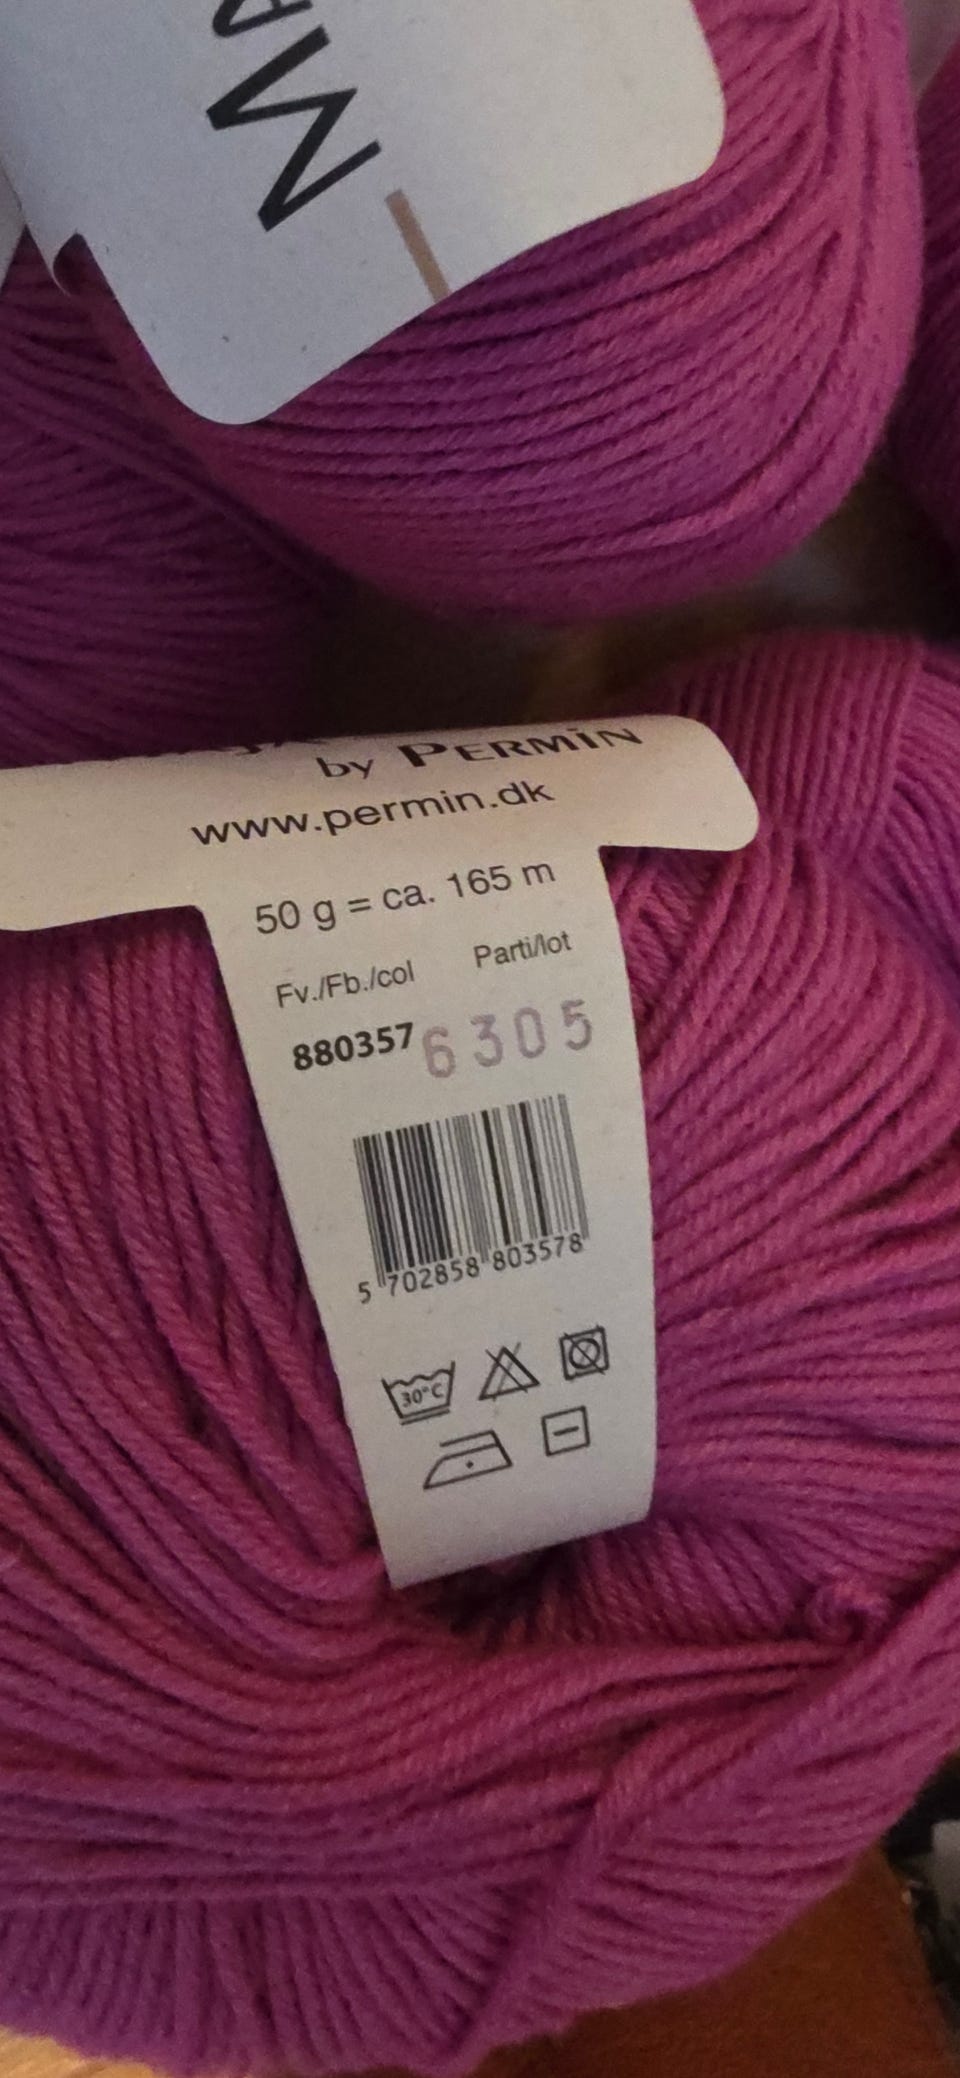 MA
by PERMIN
www.permin.dk
50 g = ca. 165 m
Fv./Fb./col Parti/lot
880357 6305
5 702858 803578
30°C